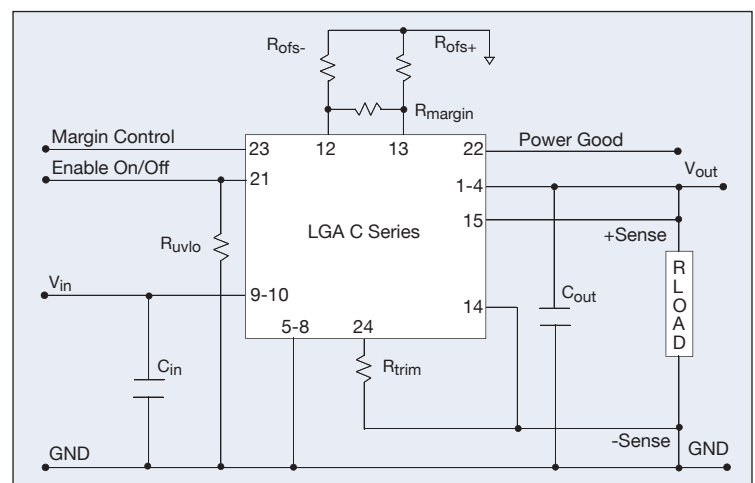 Rofs-
Rofs+
Rmargin
Margin Control
23
12
13
22
Power Good
Enable On/Off
21
1-4
Vout
15
+Sense
LGA C Series
Ruvlo
Vin
9-10
14
Cout
RLOAD
5-8
24
Cin
Rtrim
-Sense
GND
GND